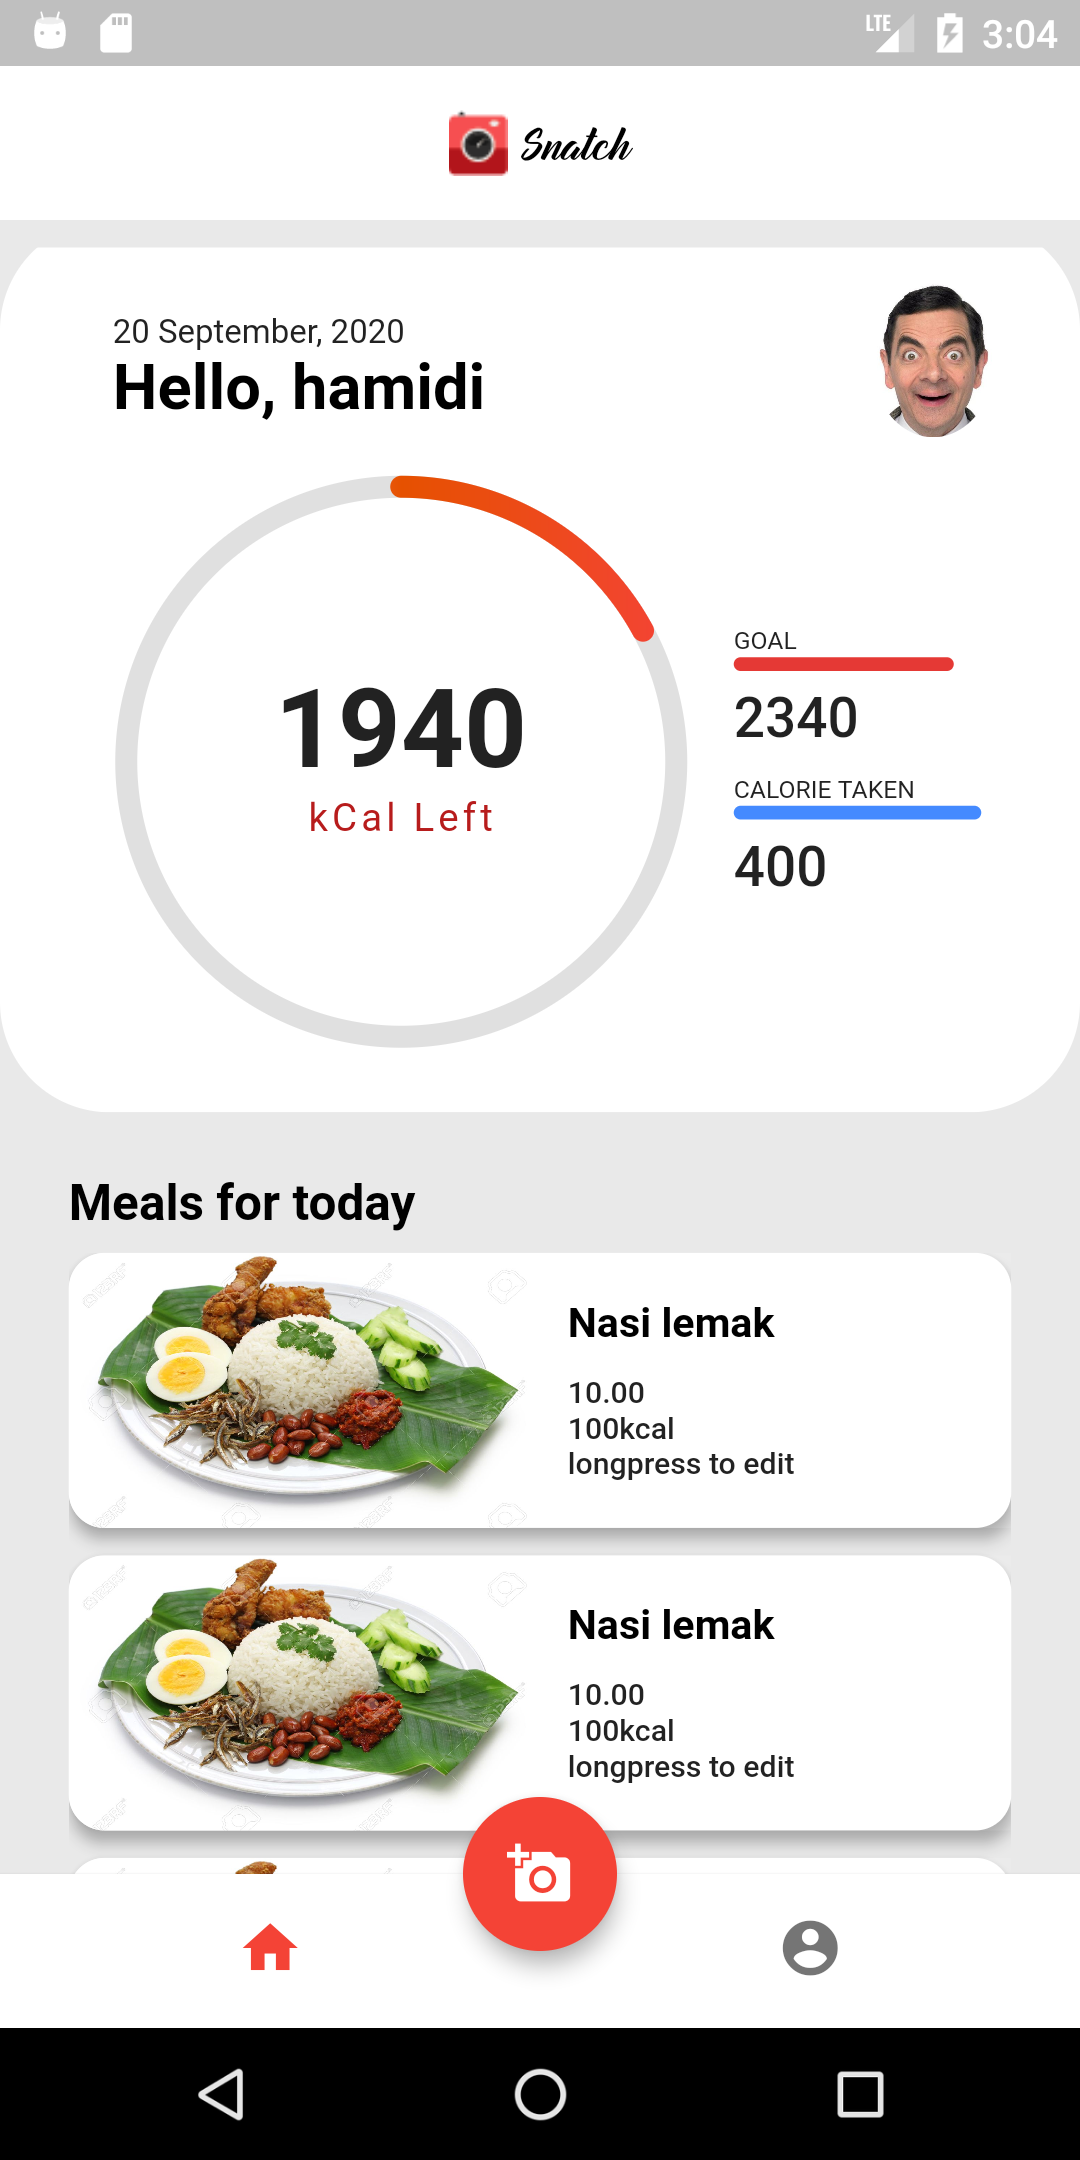 LTE 3:04
Snatch
20 September, 2020
Hello, hamidi
1940
kCal Left
GOAL
2340
CALORIE TAKEN
400
Meals for today
Nasi lemak
10.00
100kcal
longpress to edit
Nasi lemak
10.00
100kcal
longpress to edit